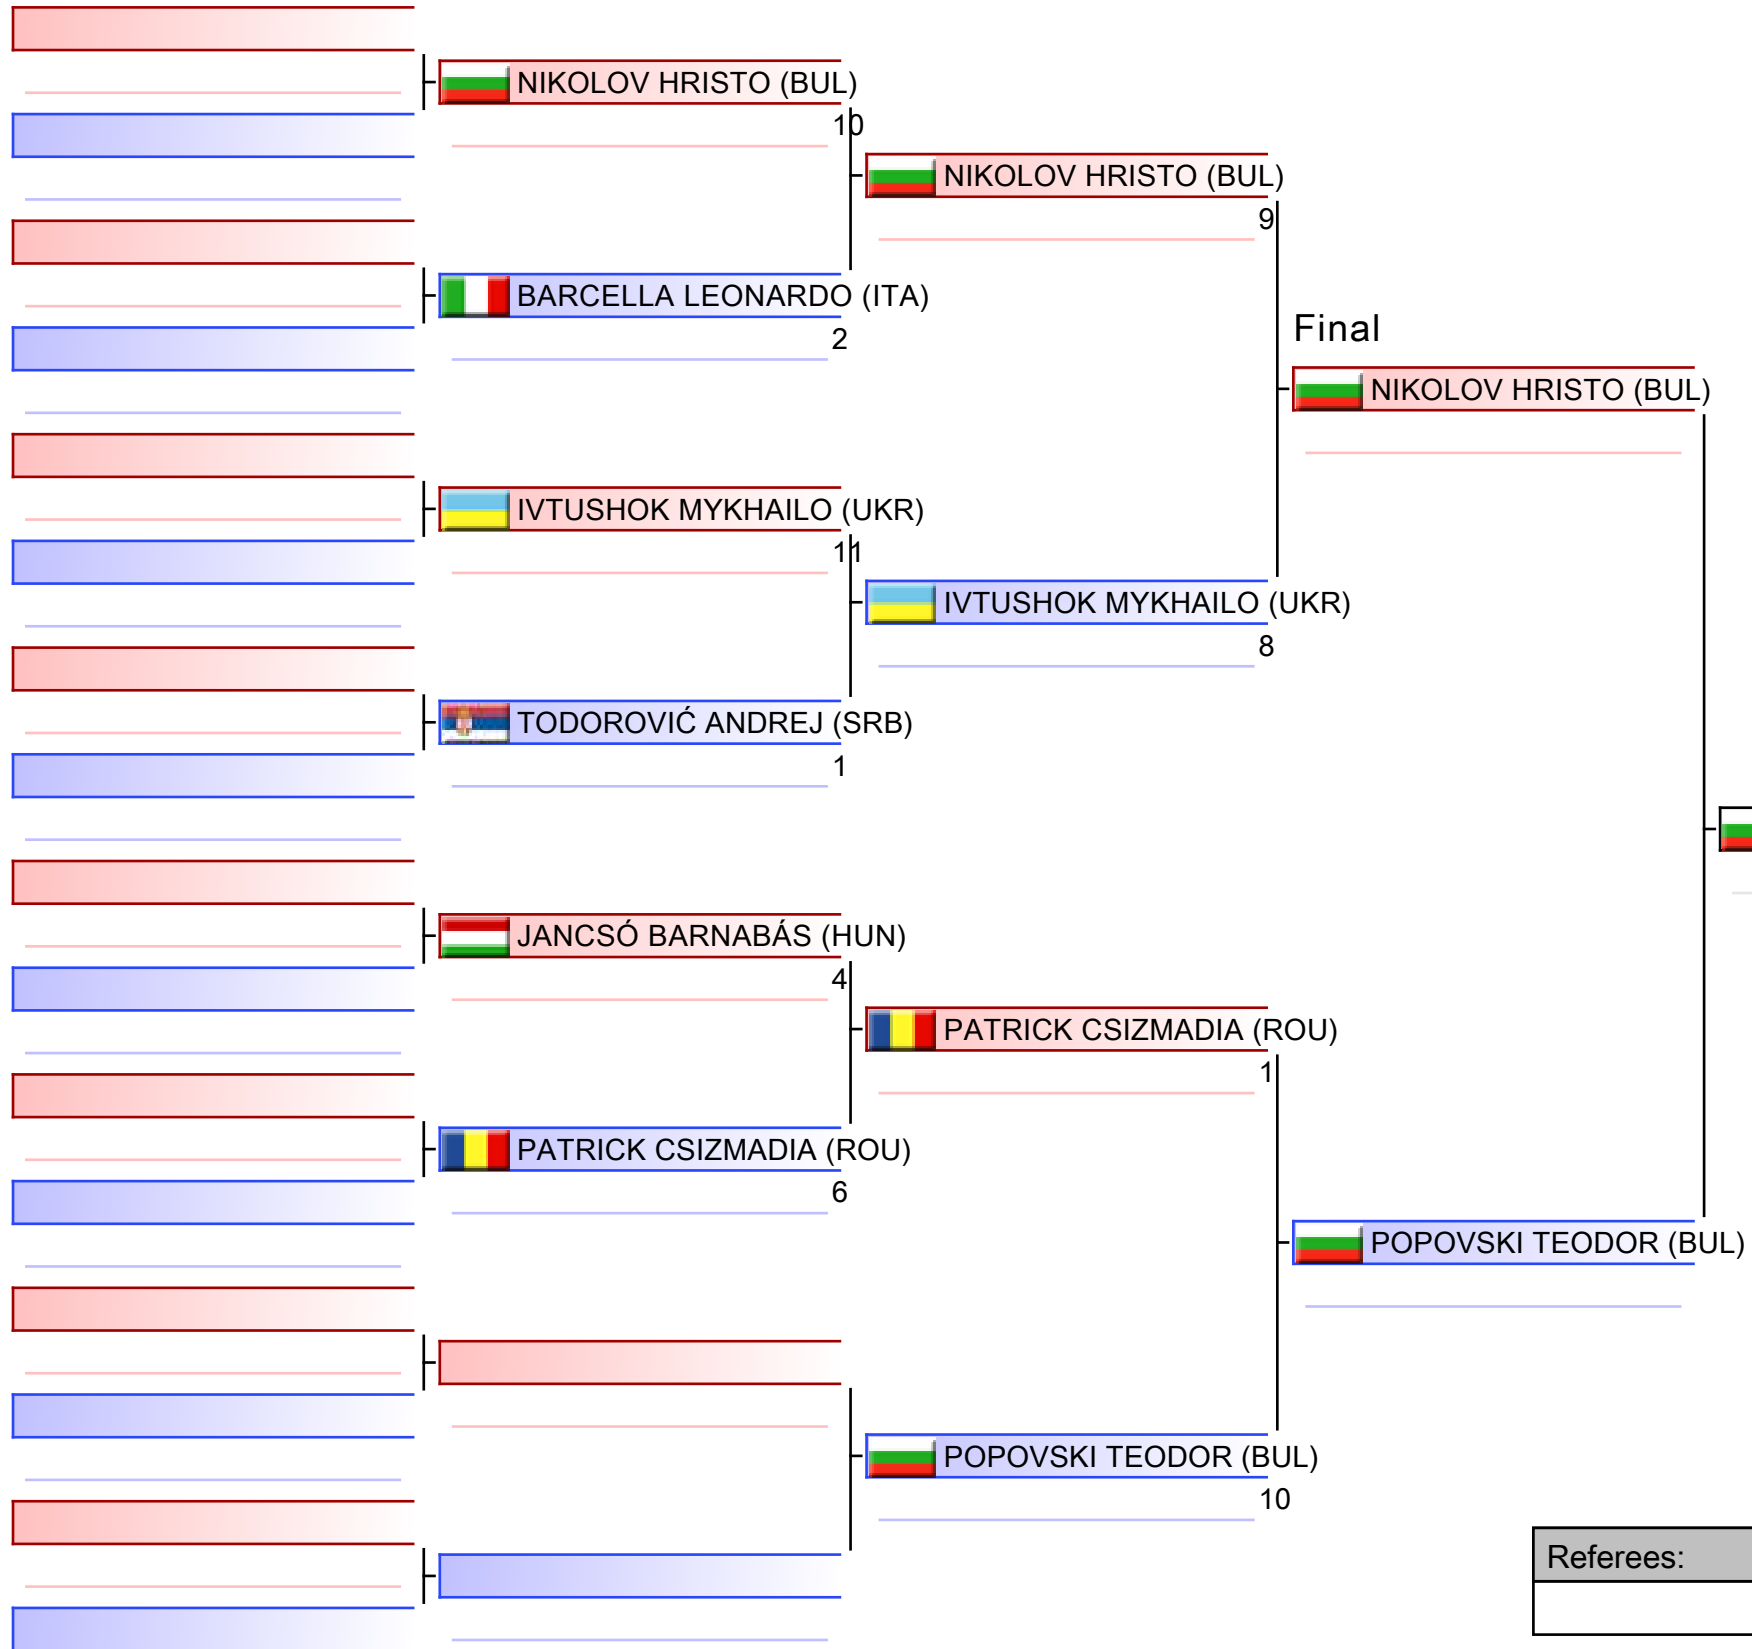 NIKOLOV HRISTO (BUL)
10
NIKOLOV HRISTO (BUL)
9
BARCELLA LEONARDO (ITA)
2
Final
NIKOLOV HRISTO (BUL)
IVTUSHOK MYKHAILO (UKR)
11
IVTUSHOK MYKHAILO (UKR)
8
TODOROVIĆ ANDREJ (SRB)
1
JANCSÓ BARNABÁS (HUN)
4
PATRICK CSIZMADIA (ROU)
1
PATRICK CSIZMADIA (ROU)
6
POPOVSKI TEODOR (BUL)
POPOVSKI TEODOR (BUL)
10
Referees: